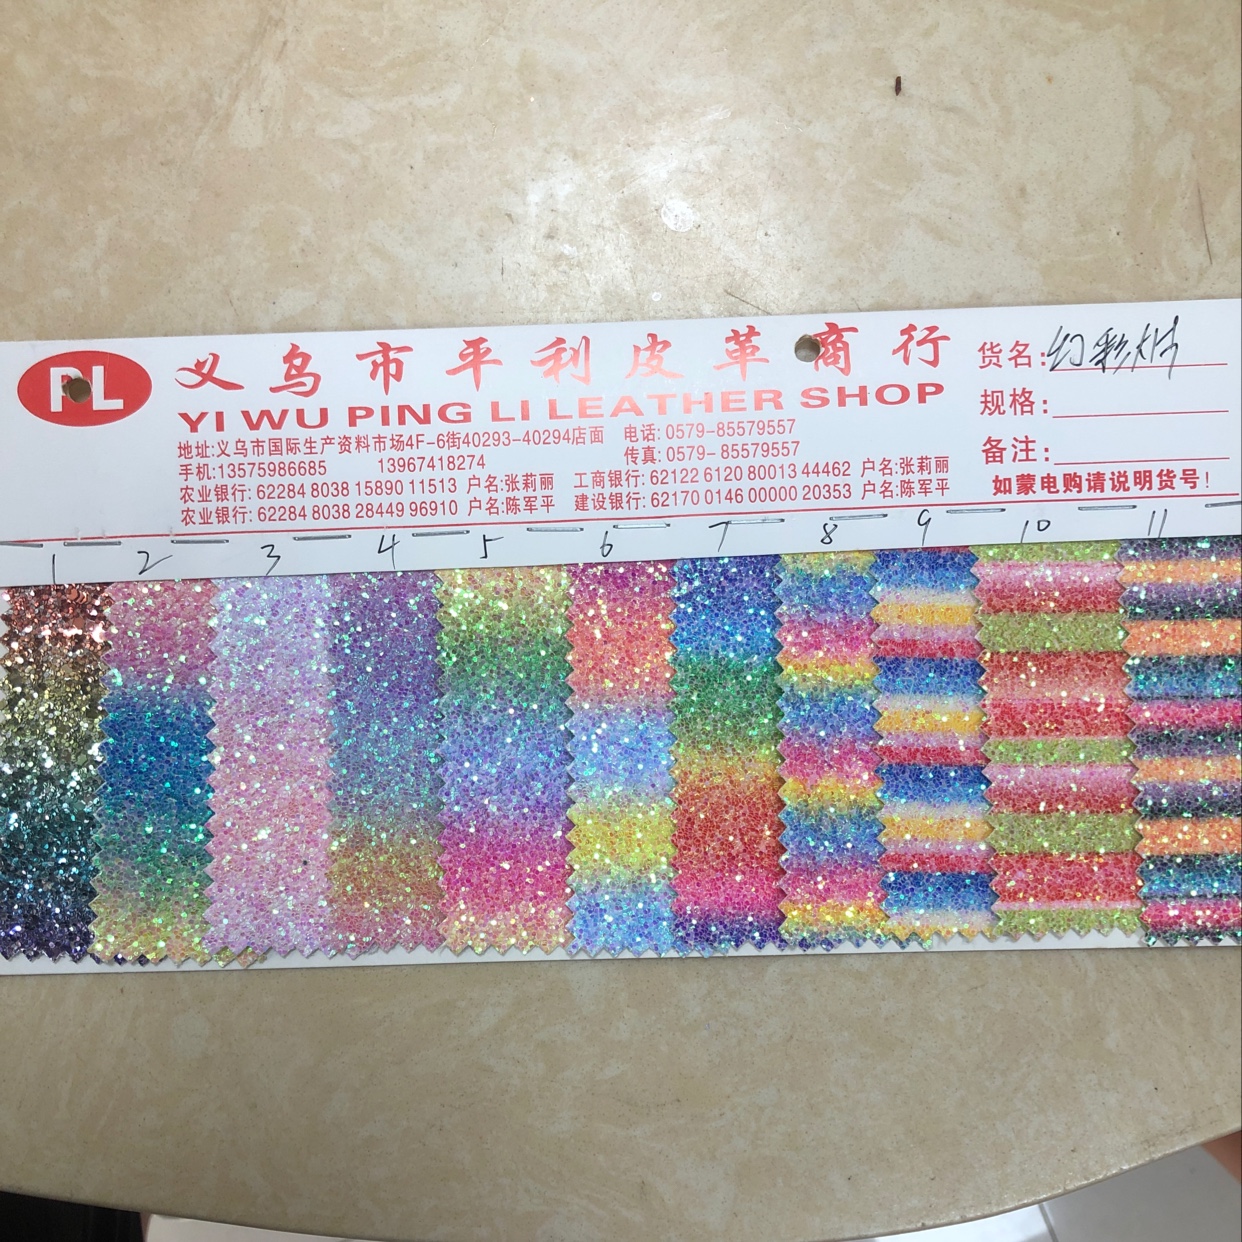 PL
义乌市平利皮革商行
YI WU PING LI LEATHER SHOP
地址:义乌市国际生产资料市场4F-6街40293-40294店面 电话:0579-85579557
手机:13575986685 13967418274 传真:0579-85579557
农业银行:62284 8038 15890 11513 户名:张莉丽 工商银行:62122 6120 80013 44462 户名:张莉丽
农业银行:62284 8038 28449 96910 户名:陈军平 建设银行:62170 0146 00000 20353 户名:陈军平
货名:幻彩片
规格:
备注:
如蒙电购请说明货号!
1 2 3 4 5 6 7 8 9 10 11